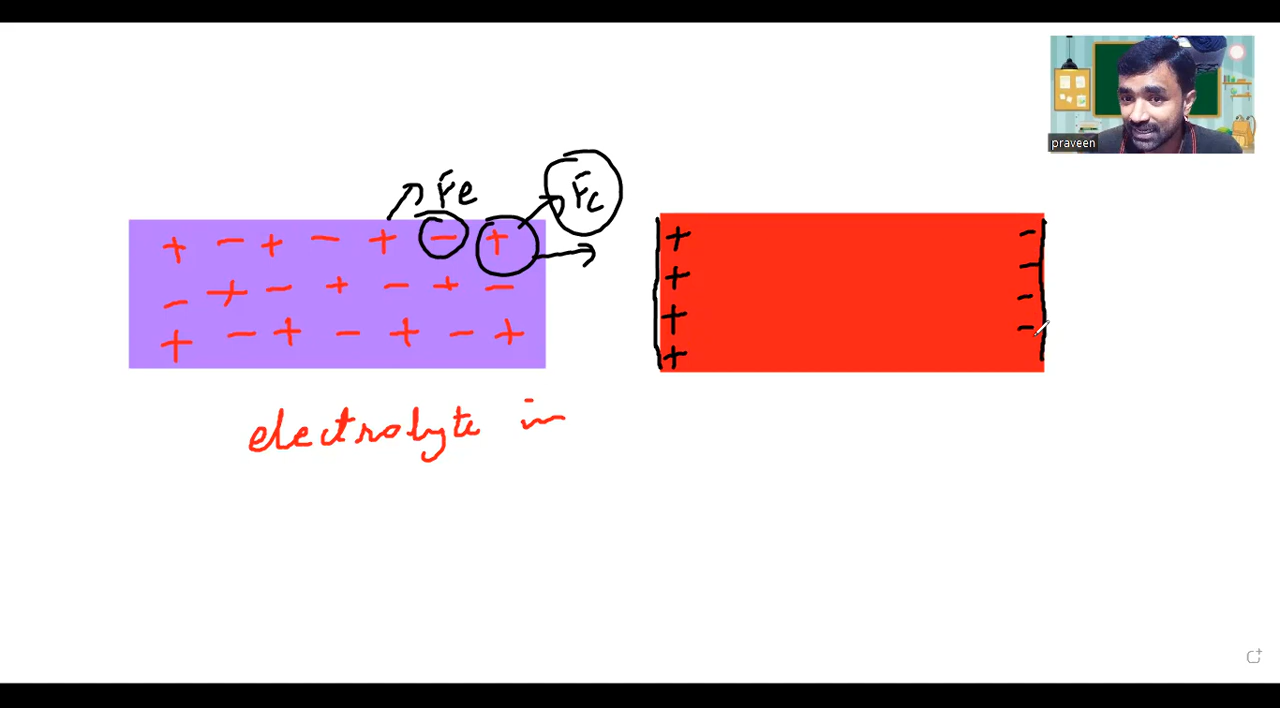 praveen
Fe Fc
+ - + - + - + + -
- + - + - + - + -
+ - + - + - + + -
+ -
electrolyte in